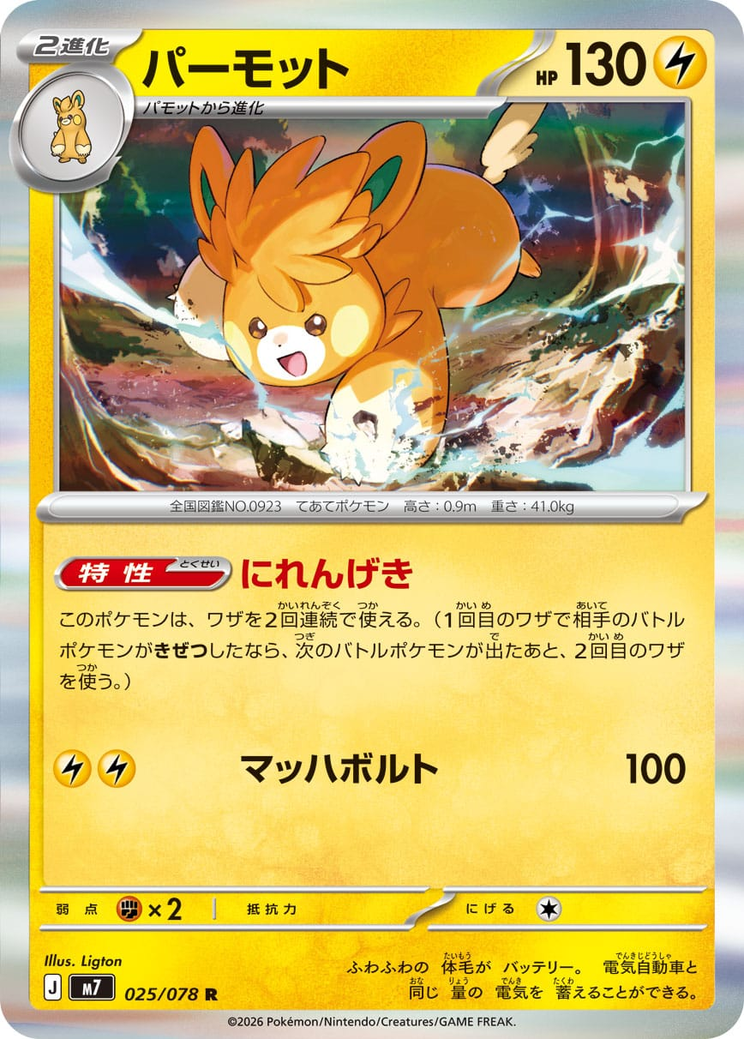 2進化
パーモット
HP 130
パモットから進化
全国図鑑NO.0923 てあてポケモン 高さ:0.9m 重さ:41.0kg
特性 とくせい にれんげき
このポケモンは、ワザを2回連続で使える。(1回目のワザで相手のバトル
ポケモンがきぜつしたなら、次のバトルポケモンが出たあと、2回目のワザ
を使う。)
マッハボルト 100
弱点 ×2 抵抗力 にげる
Illus. Ligton
J M7 025/078 R
ふわふわの 体毛が バッテリー。 電気自動車と
同じ 量の 電気を 蓄えることができる。
©2026 Pokémon/Nintendo/Creatures/GAME FREAK.